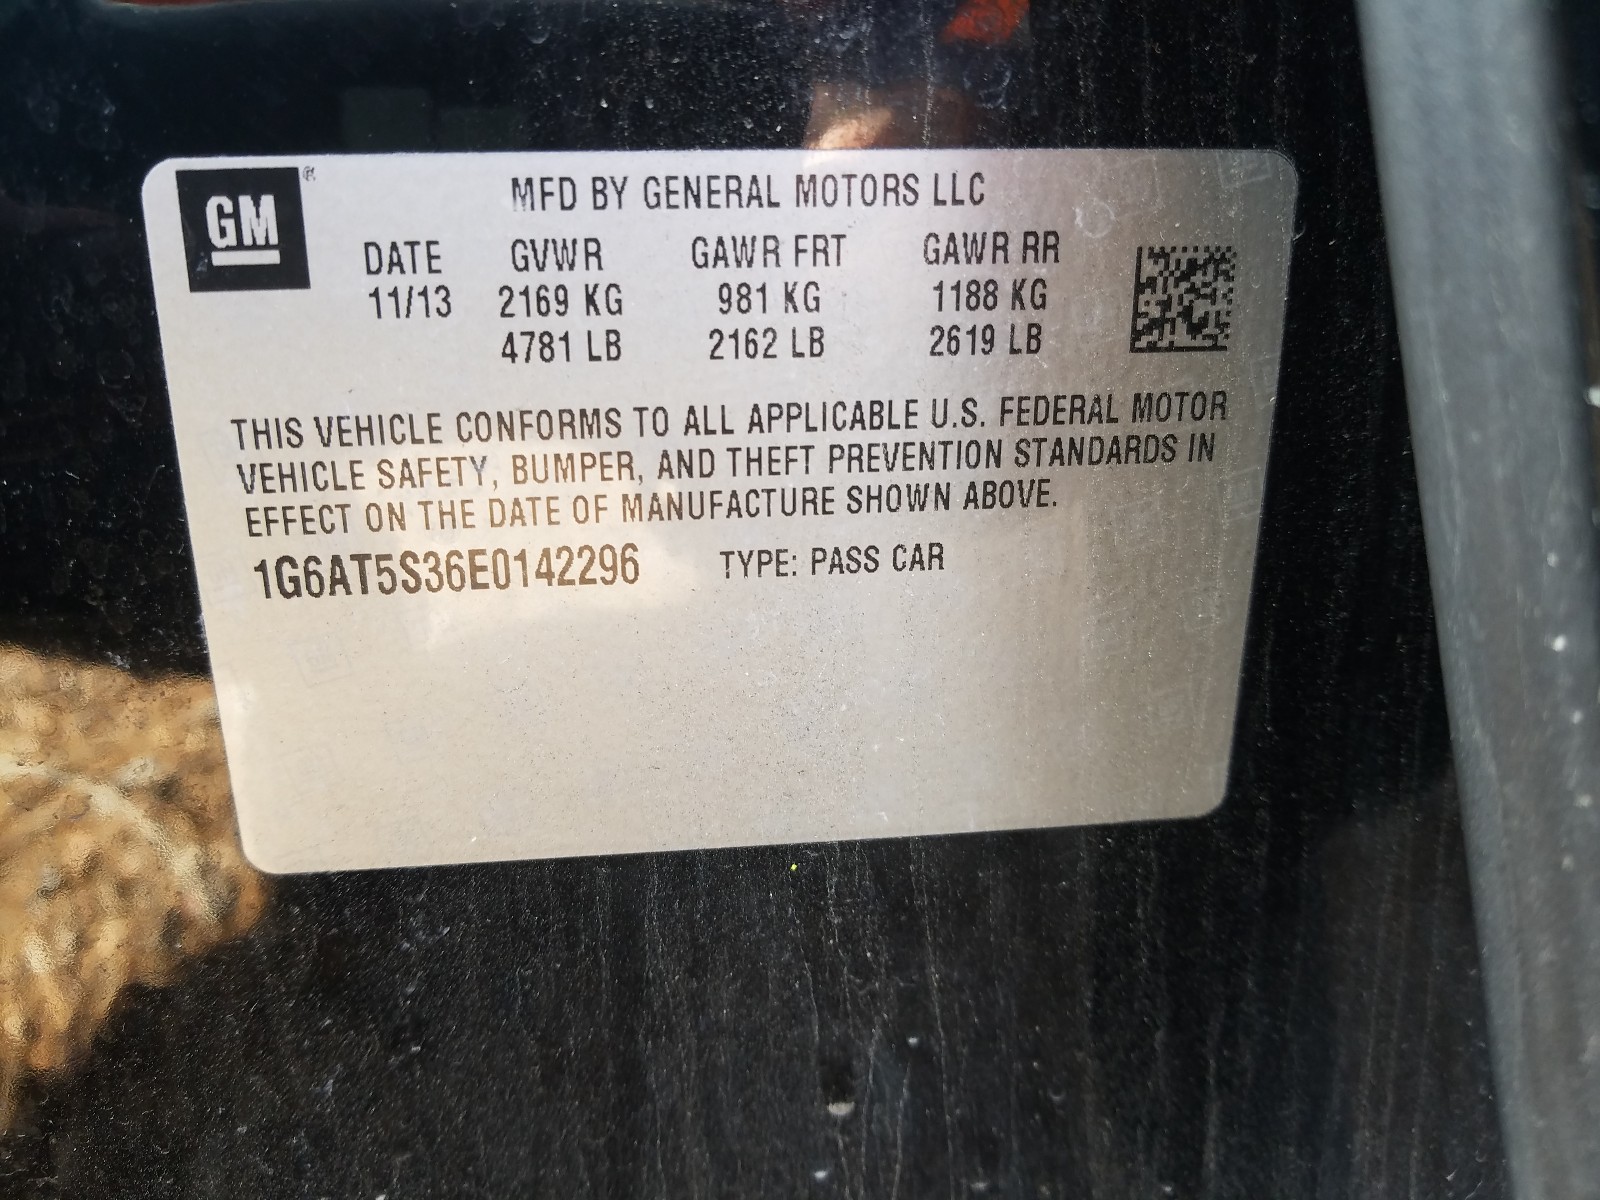 GM
MFD BY GENERAL MOTORS LLC
DATE GVWR GAWR FRT GAWR RR
11/13 2169 KG 981 KG 1188 KG
4781 LB 2162 LB 2619 LB
THIS VEHICLE CONFORMS TO ALL APPLICABLE U.S. FEDERAL MOTOR
VEHICLE SAFETY, BUMPER, AND THEFT PREVENTION STANDARDS IN
EFFECT ON THE DATE OF MANUFACTURE SHOWN ABOVE.
1G6AT5S36E0142296 TYPE: PASS CAR